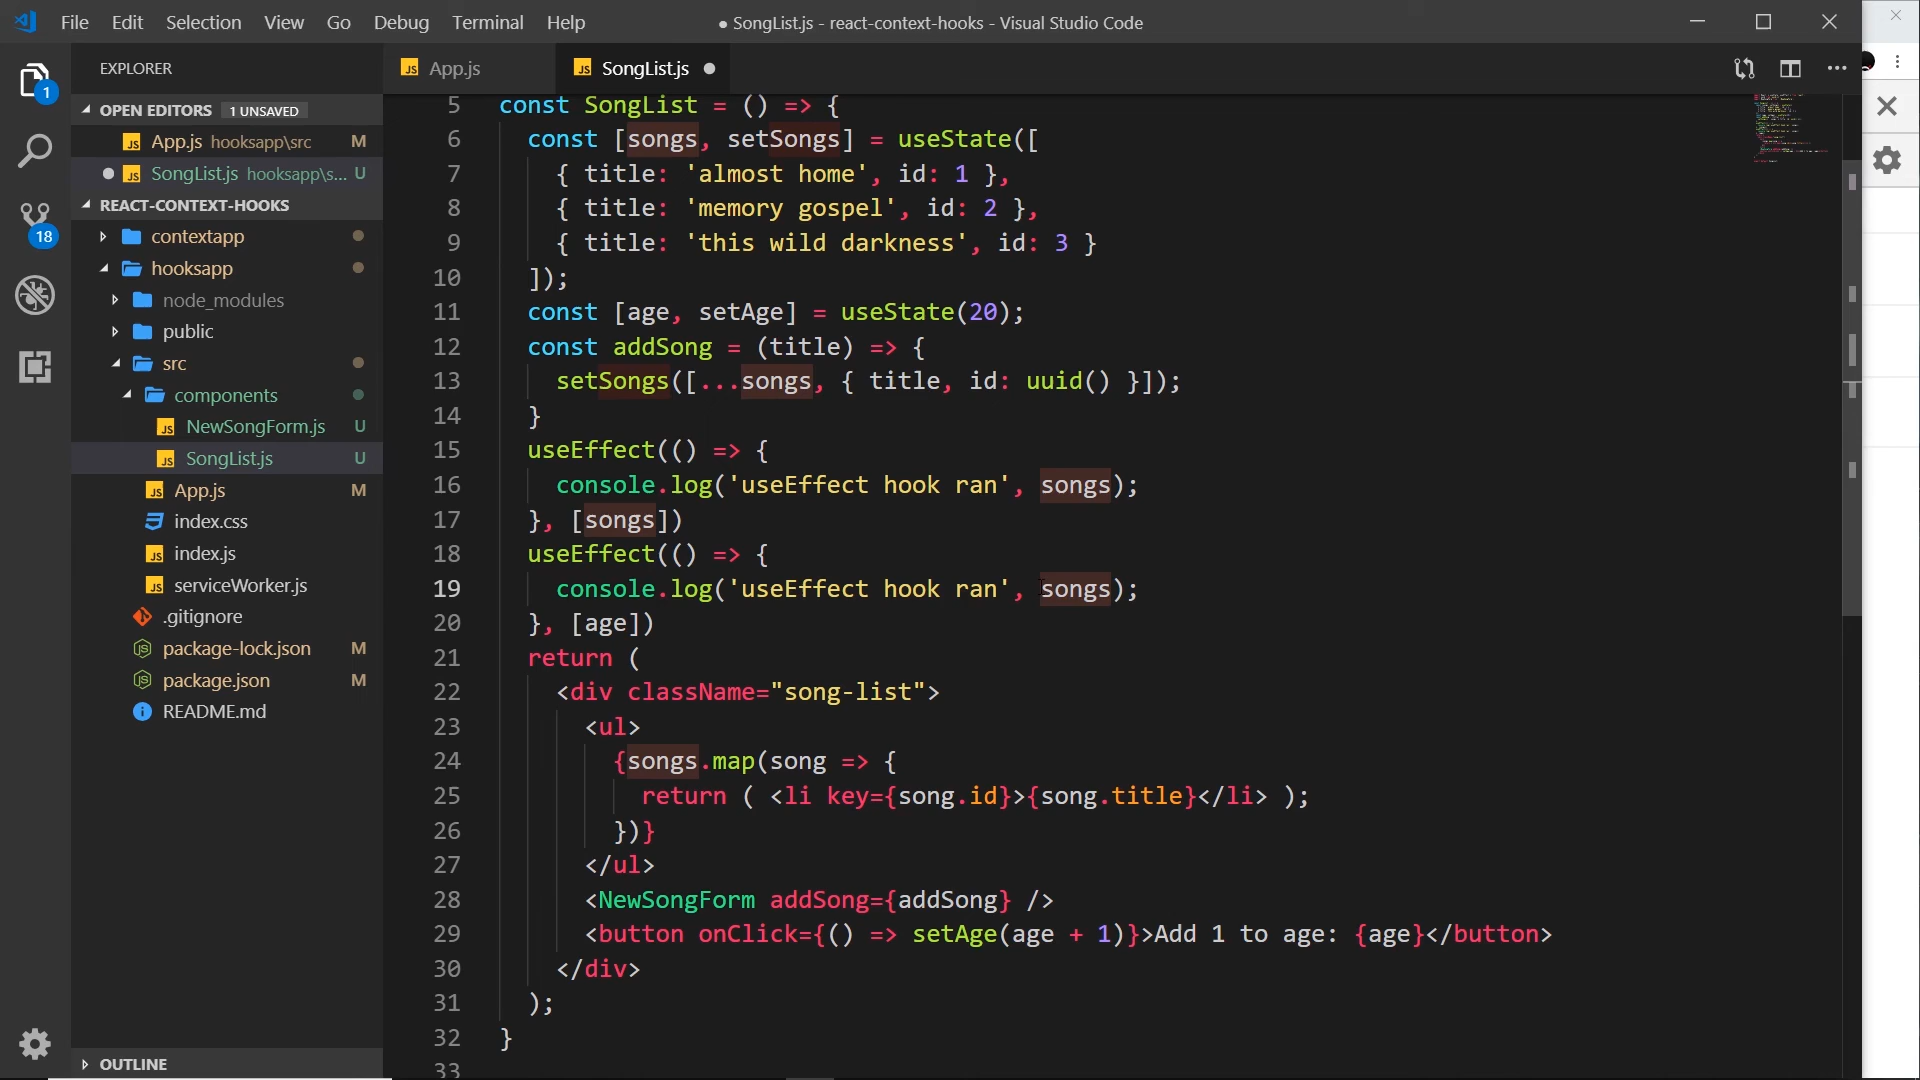 File Edit Selection View Go Debug Terminal Help
● SongList.js - react-context-hooks - Visual Studio Code
EXPLORER
OPEN EDITORS 1 UNSAVED
App.js hooksapp\src M
SongList.js hooksapp\s... U
REACT-CONTEXT-HOOKS
contextapp
hooksapp
node_modules
public
src
components
NewSongForm.js U
SongList.js U
App.js M
index.css
index.js
serviceWorker.js
.gitignore
package-lock.json M
package.json M
README.md
OUTLINE
1
18
App.js
SongList.js
5 const SongList = () => {
6 const [songs, setSongs] = useState([
7 { title: 'almost home', id: 1 },
8 { title: 'memory gospel', id: 2 },
9 { title: 'this wild darkness', id: 3 }
10 ]);
11 const [age, setAge] = useState(20);
12 const addSong = (title) => {
13 setSongs([...songs, { title, id: uuid() }]);
14 }
15 useEffect(() => {
16 console.log('useEffect hook ran', songs);
17 }, [songs])
18 useEffect(() => {
19 console.log('useEffect hook ran', songs);
20 }, [age])
21 return (
22 <div className="song-list">
23 <ul>
24 {songs.map(song => {
25 return ( <li key={song.id}>{song.title}</li> );
26 })}
27 </ul>
28 <NewSongForm addSong={addSong} />
29 <button onClick={() => setAge(age + 1)}>Add 1 to age: {age}</button>
30 </div>
31 );
32 }
33